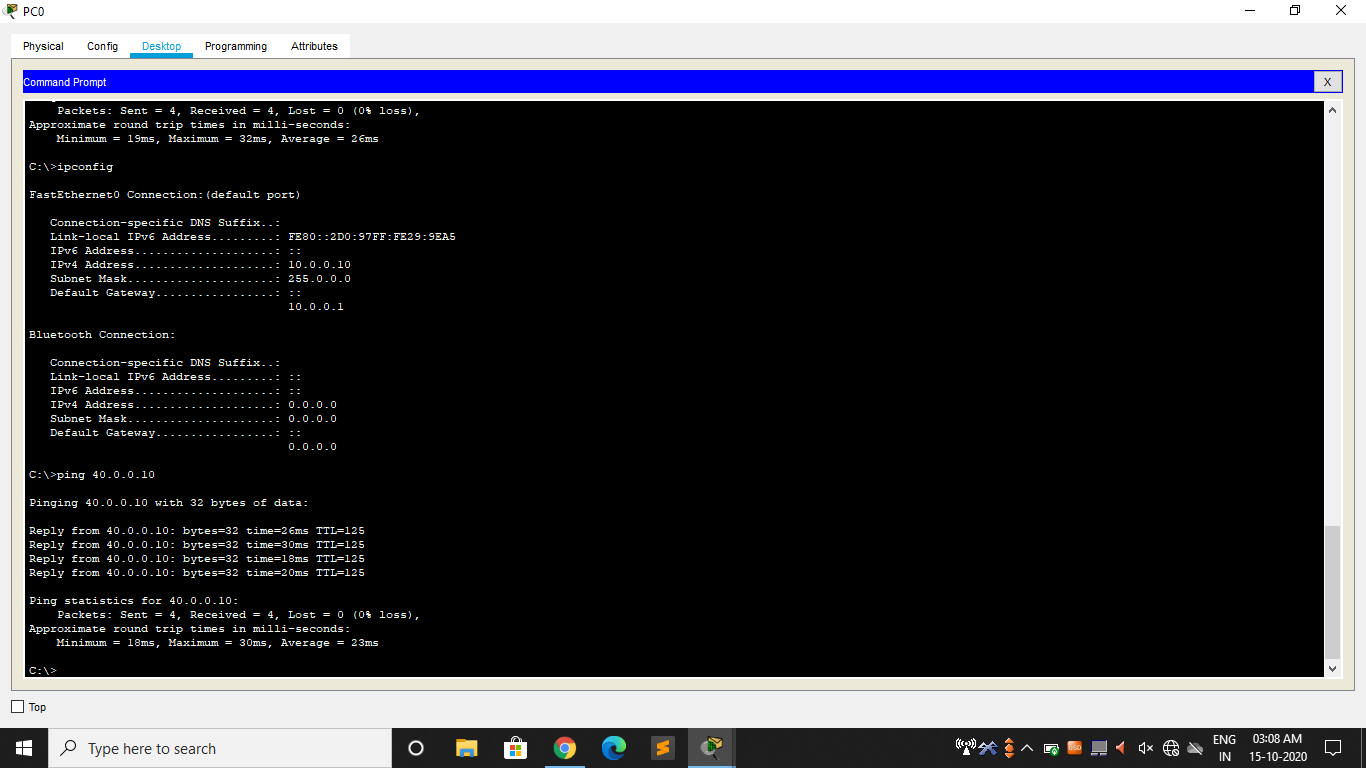 PC0
Physical Config Desktop Programming Attributes
Command Prompt
X
Packets: Sent = 4, Received = 4, Lost = 0 (0% loss),
Approximate round trip times in milli-seconds:
Minimum = 19ms, Maximum = 32ms, Average = 26ms
C:\>ipconfig
FastEthernet0 Connection:(default port)
Connection-specific DNS Suffix..:
Link-local IPv6 Address.........: FE80::2D0:97FF:FE29:9EA5
IPv6 Address....................: ::
IPv4 Address....................: 10.0.0.10
Subnet Mask.....................: 255.0.0.0
Default Gateway.................: ::
10.0.0.1
Bluetooth Connection:
Connection-specific DNS Suffix..:
Link-local IPv6 Address.........: ::
IPv6 Address....................: ::
IPv4 Address....................: 0.0.0.0
Subnet Mask.....................: 0.0.0.0
Default Gateway.................: ::
0.0.0.0
C:\>ping 40.0.0.10
Pinging 40.0.0.10 with 32 bytes of data:
Reply from 40.0.0.10: bytes=32 time=26ms TTL=125
Reply from 40.0.0.10: bytes=32 time=30ms TTL=125
Reply from 40.0.0.10: bytes=32 time=18ms TTL=125
Reply from 40.0.0.10: bytes=32 time=20ms TTL=125
Ping statistics for 40.0.0.10:
Packets: Sent = 4, Received = 4, Lost = 0 (0% loss),
Approximate round trip times in milli-seconds:
Minimum = 18ms, Maximum = 30ms, Average = 23ms
C:\>
Top
Type here to search
ENG
IN
03:08 AM
15-10-2020